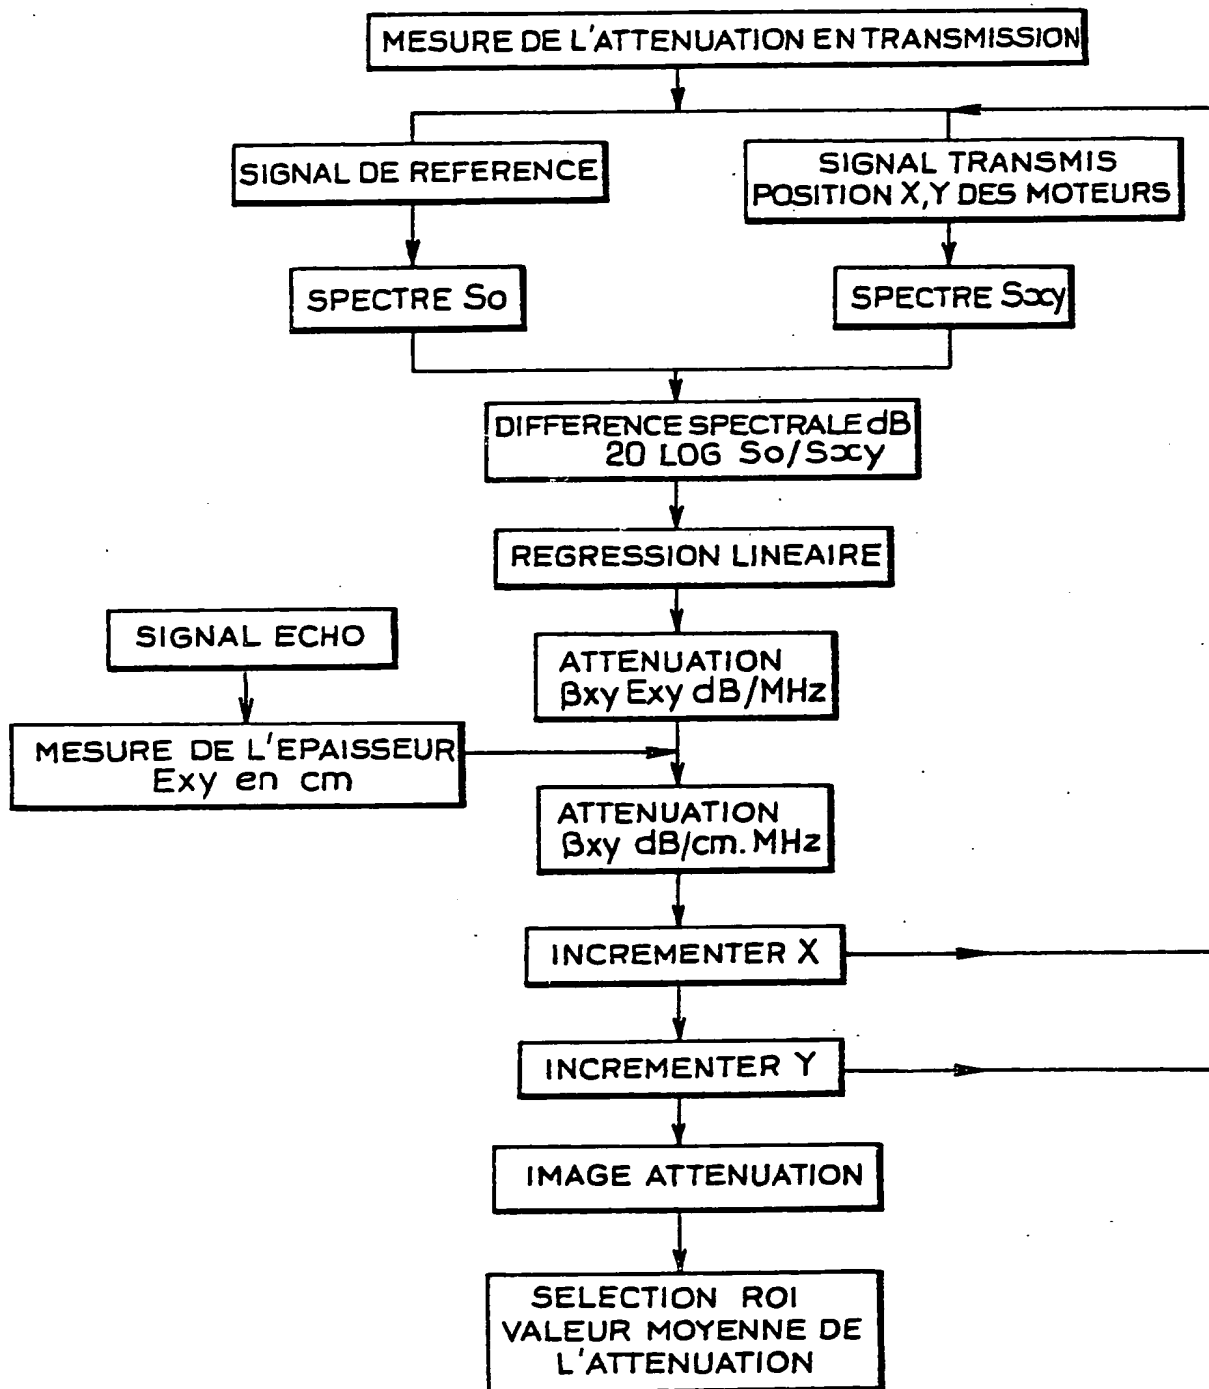 MESURE DE L'ATTENUATION EN TRANSMISSION
SIGNAL DE REFERENCE
SIGNAL TRANSMIS
POSITION X,Y DES MOTEURS
SPECTRE So
SPECTRE Sxy
DIFFERENCE SPECTRALE dB
20 LOG So/Sxy
REGRESSION LINEAIRE
SIGNAL ECHO
ATTENUATION
βxy Exy dB/MHz
MESURE DE L'EPAISSEUR
Exy en cm
ATTENUATION
βxy dB/cm.MHz
INCREMENTER X
INCREMENTER Y
IMAGE ATTENUATION
SELECTION ROI
VALEUR MOYENNE DE
L'ATTENUATION